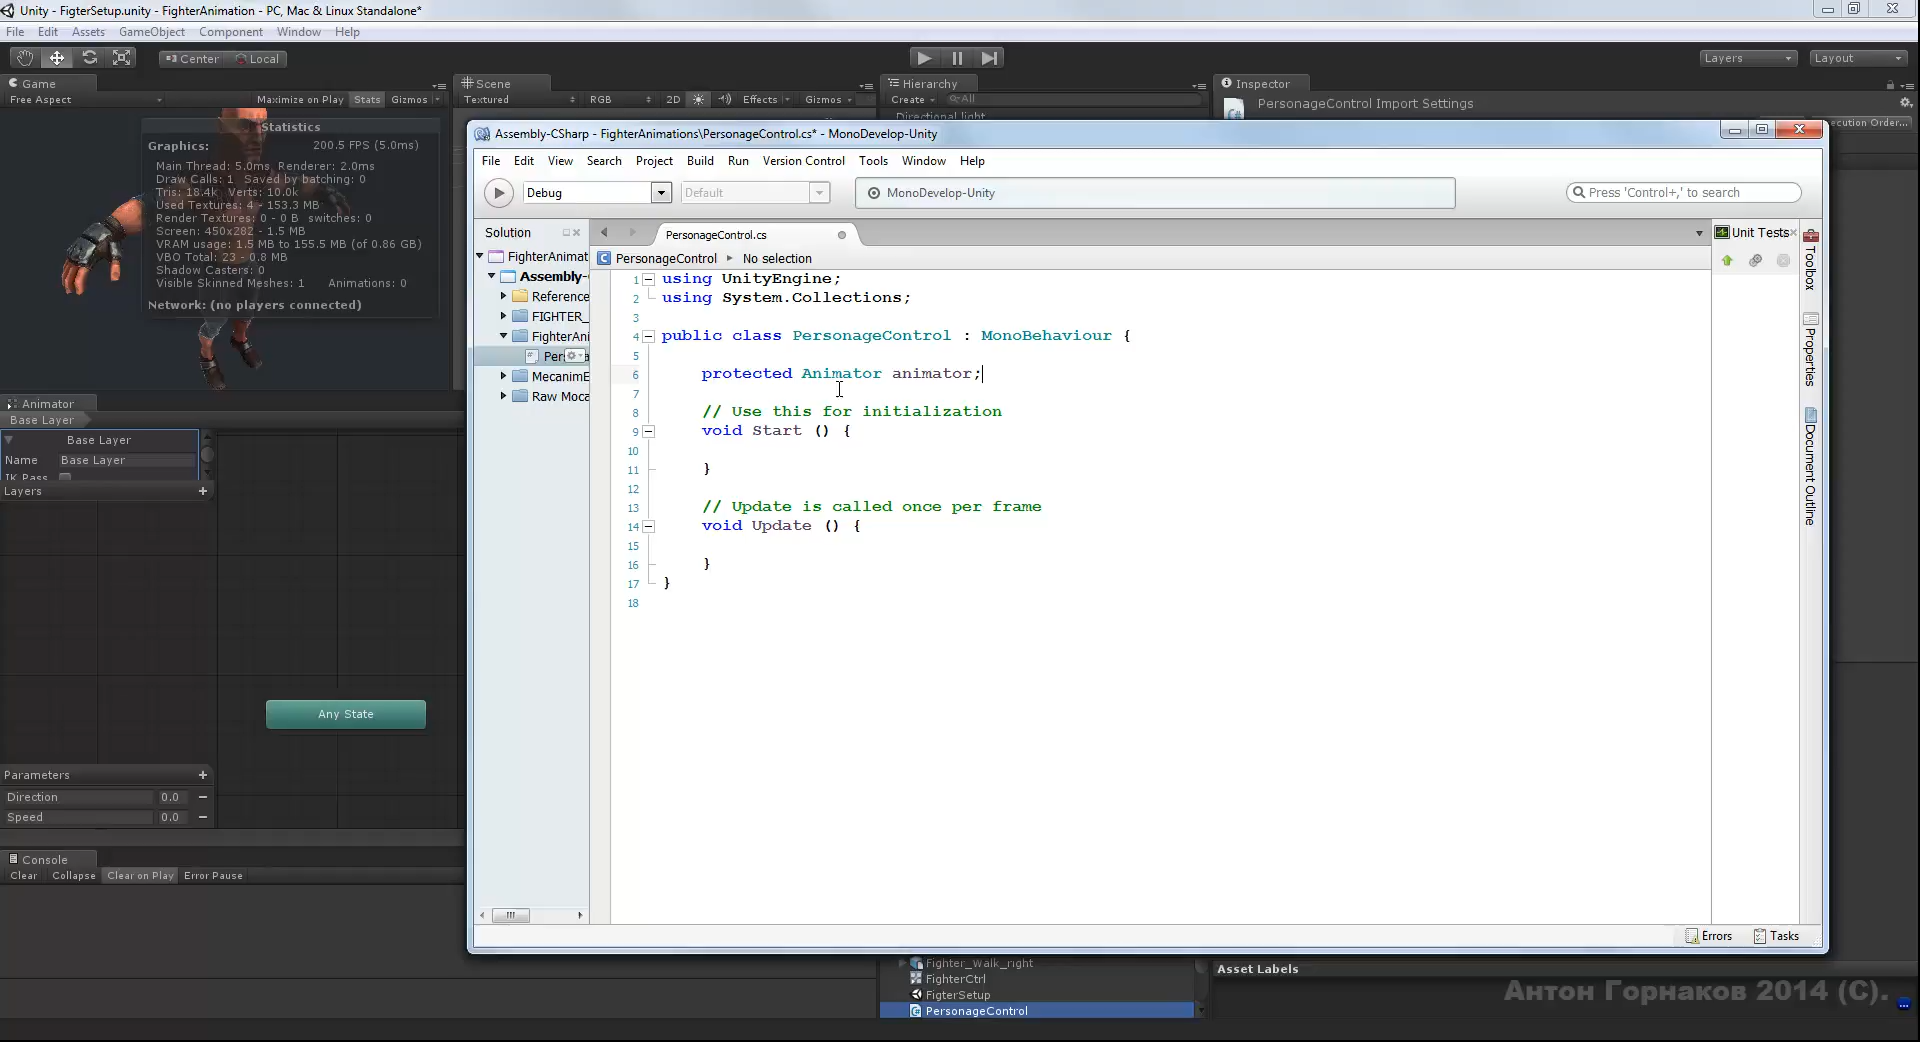 Unity - FigterSetup.unity - FighterAnimation - PC, Mac & Linux Standalone*
File Edit Assets GameObject Component Window Help
Center Local
Layers Layout
Game
Free Aspect Maximize on Play Stats Gizmos
Statistics
Graphics: 200.5 FPS (5.0ms)
Main Thread: 5.0ms Renderer: 2.0ms
Draw Calls: 1 Saved by batching: 0
Tris: 18.4k Verts: 10.0k
Used Textures: 4 - 153.3 MB
Render Textures: 0 - 0 B switches: 0
Screen: 450x282 - 1.5 MB
VRAM usage: 1.5 MB to 155.5 MB (of 0.86 GB)
VBO Total: 23 - 0.8 MB
Shadow Casters: 0
Visible Skinned Meshes: 1 Animations: 0
Network: (no players connected)
Scene
Textured RGB 2D Effects Gizmos
Hierarchy
Create All
Directional light
Inspector
PersonageControl Import Settings
ecution Order...
Assembly-CSharp - FighterAnimations\PersonageControl.cs* - MonoDevelop-Unity
File Edit View Search Project Build Run Version Control Tools Window Help
Debug Default MonoDevelop-Unity Press 'Control+,' to search
Solution
FighterAnimat
Assembly-
Reference
FIGHTER_
FighterAni
Per
MecanimE
Raw Moca
PersonageControl.cs
PersonageControl No selection
1 using UnityEngine;
2 using System.Collections;
3
4 public class PersonageControl : MonoBehaviour {
5
6 protected Animator animator;
7
8 // Use this for initialization
9 void Start () {
10
11 }
12
13 // Update is called once per frame
14 void Update () {
15
16 }
17 }
18
Unit Tests
Toolbox
Properties
Document Outline
Errors Tasks
Animator
Base Layer
Base Layer
Name Base Layer
IK Pass
Layers
Any State
Parameters
Direction 0.0
Speed 0.0
Console
Clear Collapse Clear on Play Error Pause
Fighter_Walk_right
FighterCtrl
FigterSetup
PersonageControl
Asset Labels
Антон Горнаков 2014 (C).